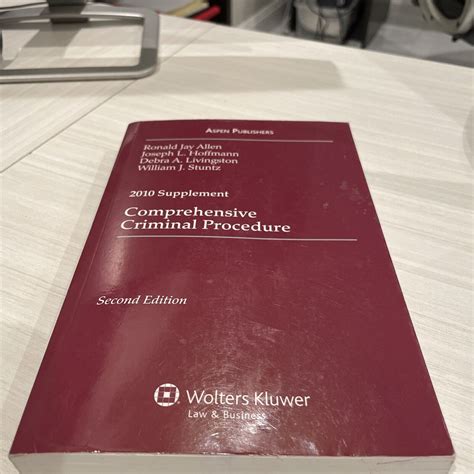 ASPEN PUBLISHERS
Ronald Jay Allen
Joseph L. Hoffmann
Debra A. Livingston
William J. Stuntz
2010 Supplement
Comprehensive
Criminal Procedure
Second Edition
Wolters Kluwer
Law & Business